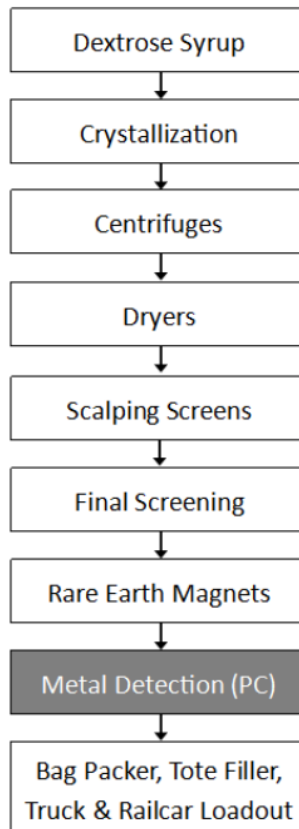 Dextrose Syrup
Crystallization
Centrifuges
Dryers
Scalping Screens
Final Screening
Rare Earth Magnets
Metal Detection (PC)
Bag Packer, Tote Filler,
Truck & Railcar Loadout